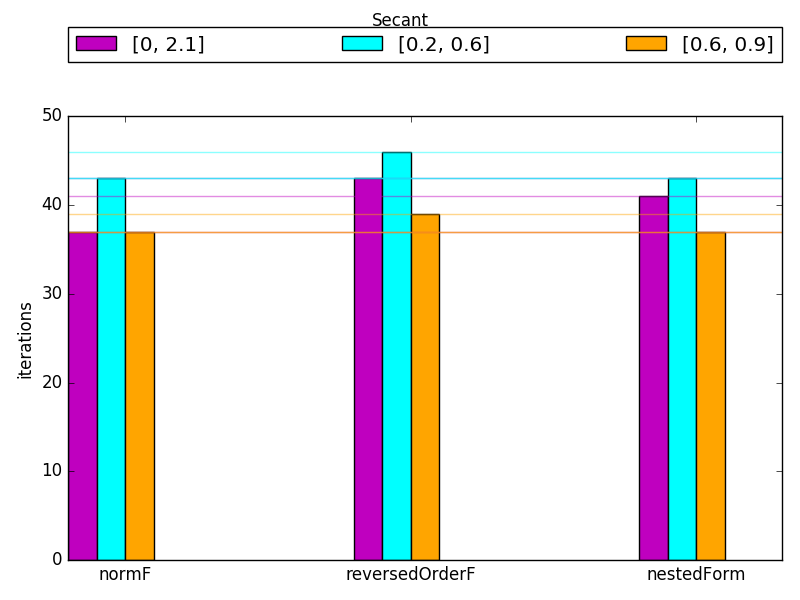 Secant
[0, 2.1] [0.2, 0.6] [0.6, 0.9]
50
40
30
20
10
0
iterations
normF reversedOrderF nestedForm